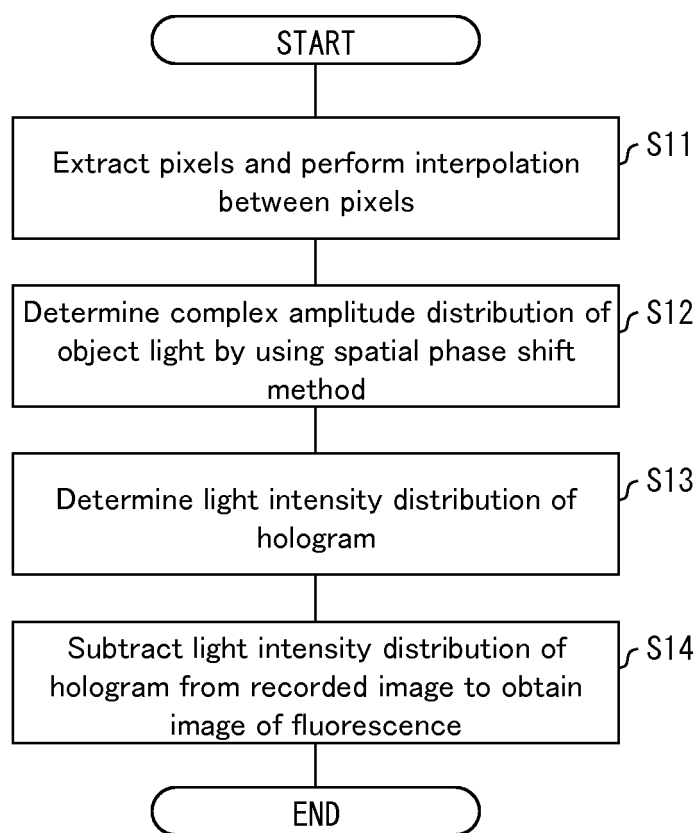 START
Extract pixels and perform interpolation
between pixels
S11
Determine complex amplitude distribution of
object light by using spatial phase shift
method
S12
Determine light intensity distribution of
hologram
S13
Subtract light intensity distribution of
hologram from recorded image to obtain
image of fluorescence
S14
END